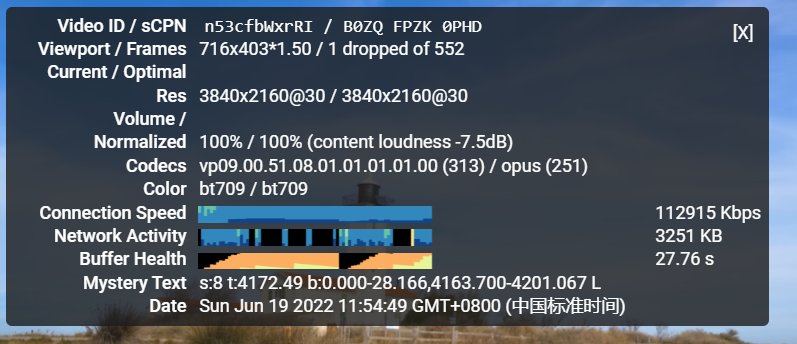 Video ID / sCPN n53cfbWxrRI / B0ZQ FPZK 0PHD
[X]
Viewport / Frames 716x403*1.50 / 1 dropped of 552
Current / Optimal
Res 3840x2160@30 / 3840x2160@30
Volume /
Normalized 100% / 100% (content loudness -7.5dB)
Codecs vp09.00.51.08.01.01.01.01.00 (313) / opus (251)
Color bt709 / bt709
Connection Speed 112915 Kbps
Network Activity 3251 KB
Buffer Health 27.76 s
Mystery Text s:8 t:4172.49 b:0.000-28.166,4163.700-4201.067 L
Date Sun Jun 19 2022 11:54:49 GMT+0800 (中国标准时间)